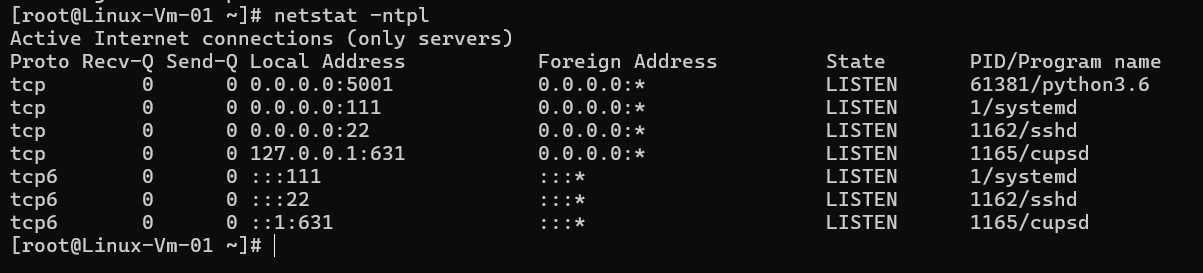 [root@Linux-Vm-01 ~]# netstat -ntpl
Active Internet connections (only servers)
Proto Recv-Q Send-Q Local Address           Foreign Address         State       PID/Program name
tcp        0      0 0.0.0.0:5001            0.0.0.0:*               LISTEN      61381/python3.6
tcp        0      0 0.0.0.0:111             0.0.0.0:*               LISTEN      1/systemd
tcp        0      0 0.0.0.0:22              0.0.0.0:*               LISTEN      1162/sshd
tcp        0      0 127.0.0.1:631           0.0.0.0:*               LISTEN      1165/cupsd
tcp6       0      0 :::111                  :::*                    LISTEN      1/systemd
tcp6       0      0 :::22                   :::*                    LISTEN      1162/sshd
tcp6       0      0 ::1:631                 :::*                    LISTEN      1165/cupsd
[root@Linux-Vm-01 ~]#